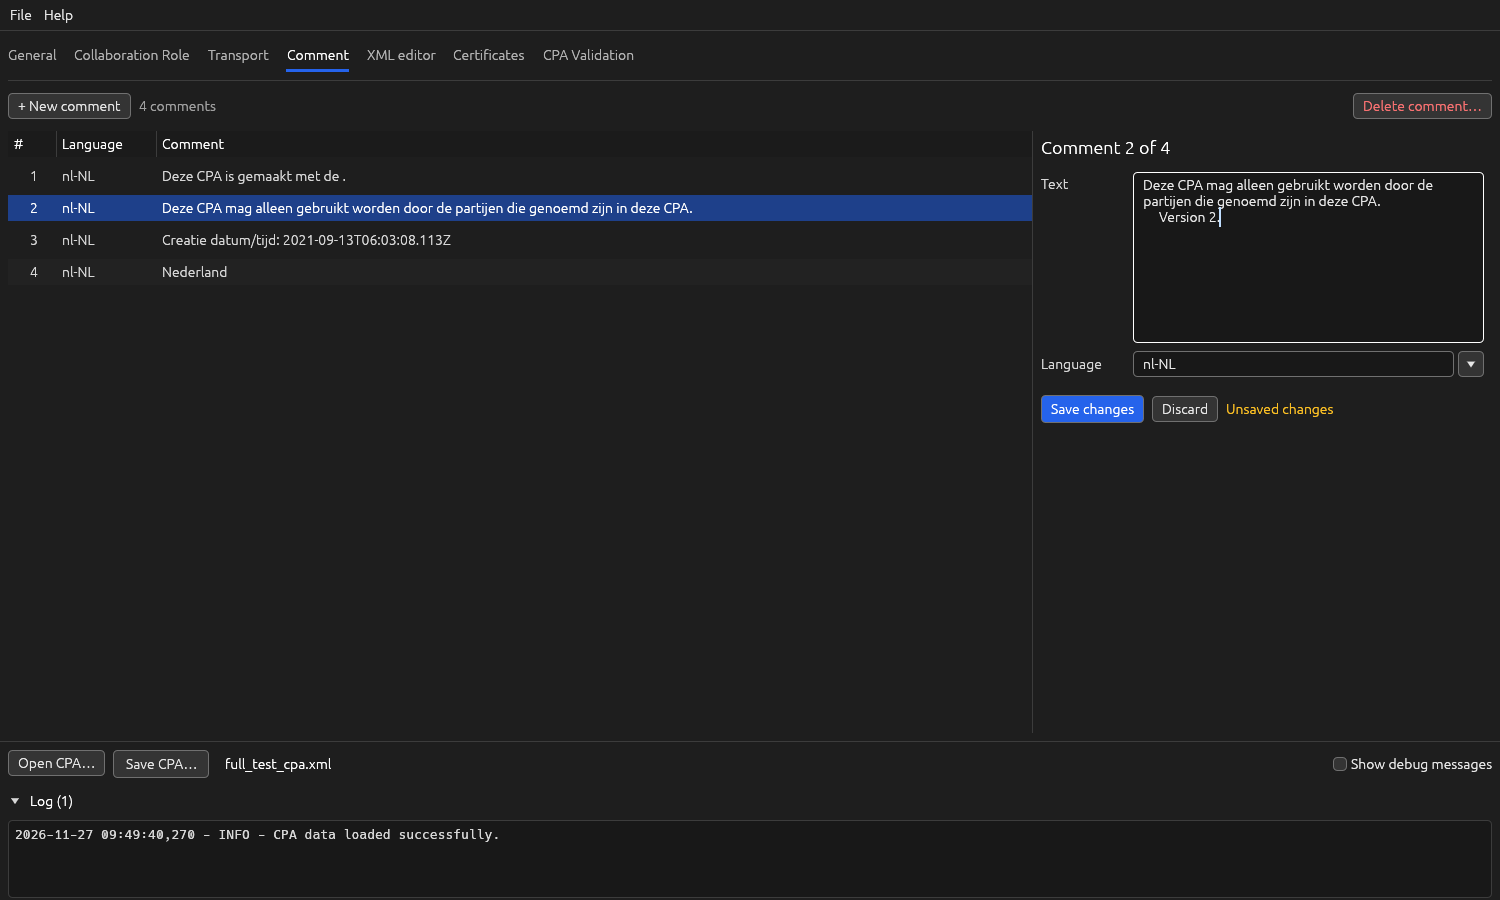 File Help
General Collaboration Role Transport Comment XML editor Certificates CPA Validation
+ New comment 4 comments Delete comment...
# Language Comment
1 nl-NL Deze CPA is gemaakt met de .
2 nl-NL Deze CPA mag alleen gebruikt worden door de partijen die genoemd zijn in deze CPA.
3 nl-NL Creatie datum/tijd: 2021-09-13T06:03:08.113Z
4 nl-NL Nederland
Comment 2 of 4
Text
Deze CPA mag alleen gebruikt worden door de
partijen die genoemd zijn in deze CPA.
Version 2.
Language nl-NL
Save changes Discard Unsaved changes
Open CPA... Save CPA... full_test_cpa.xml Show debug messages
Log (1)
2026-11-27 09:49:40,270 - INFO - CPA data loaded successfully.